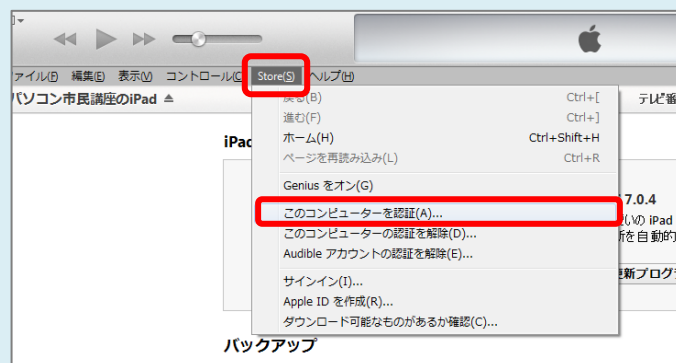 ァイル(F) 編集(E) 表示(V) コントロール(C) Store(S) ヘルプ(H)
パソコン市民講座のiPad
戻る(B) Ctrl+[
進む(F) Ctrl+]
ホーム(H) Ctrl+Shift+H
ページを再読み込み(L) Ctrl+R
Genius をオン(G)
このコンピューターを認証(A)...
このコンピューターの認証を解除(D)...
Audible アカウントの認証を解除(E)...
サインイン(I)...
Apple ID を作成(R)...
ダウンロード可能なものがあるか確認(C)...
テレビ番
iPad
7.0.4
iPad
を自動的
更新プログラ
バックアップ